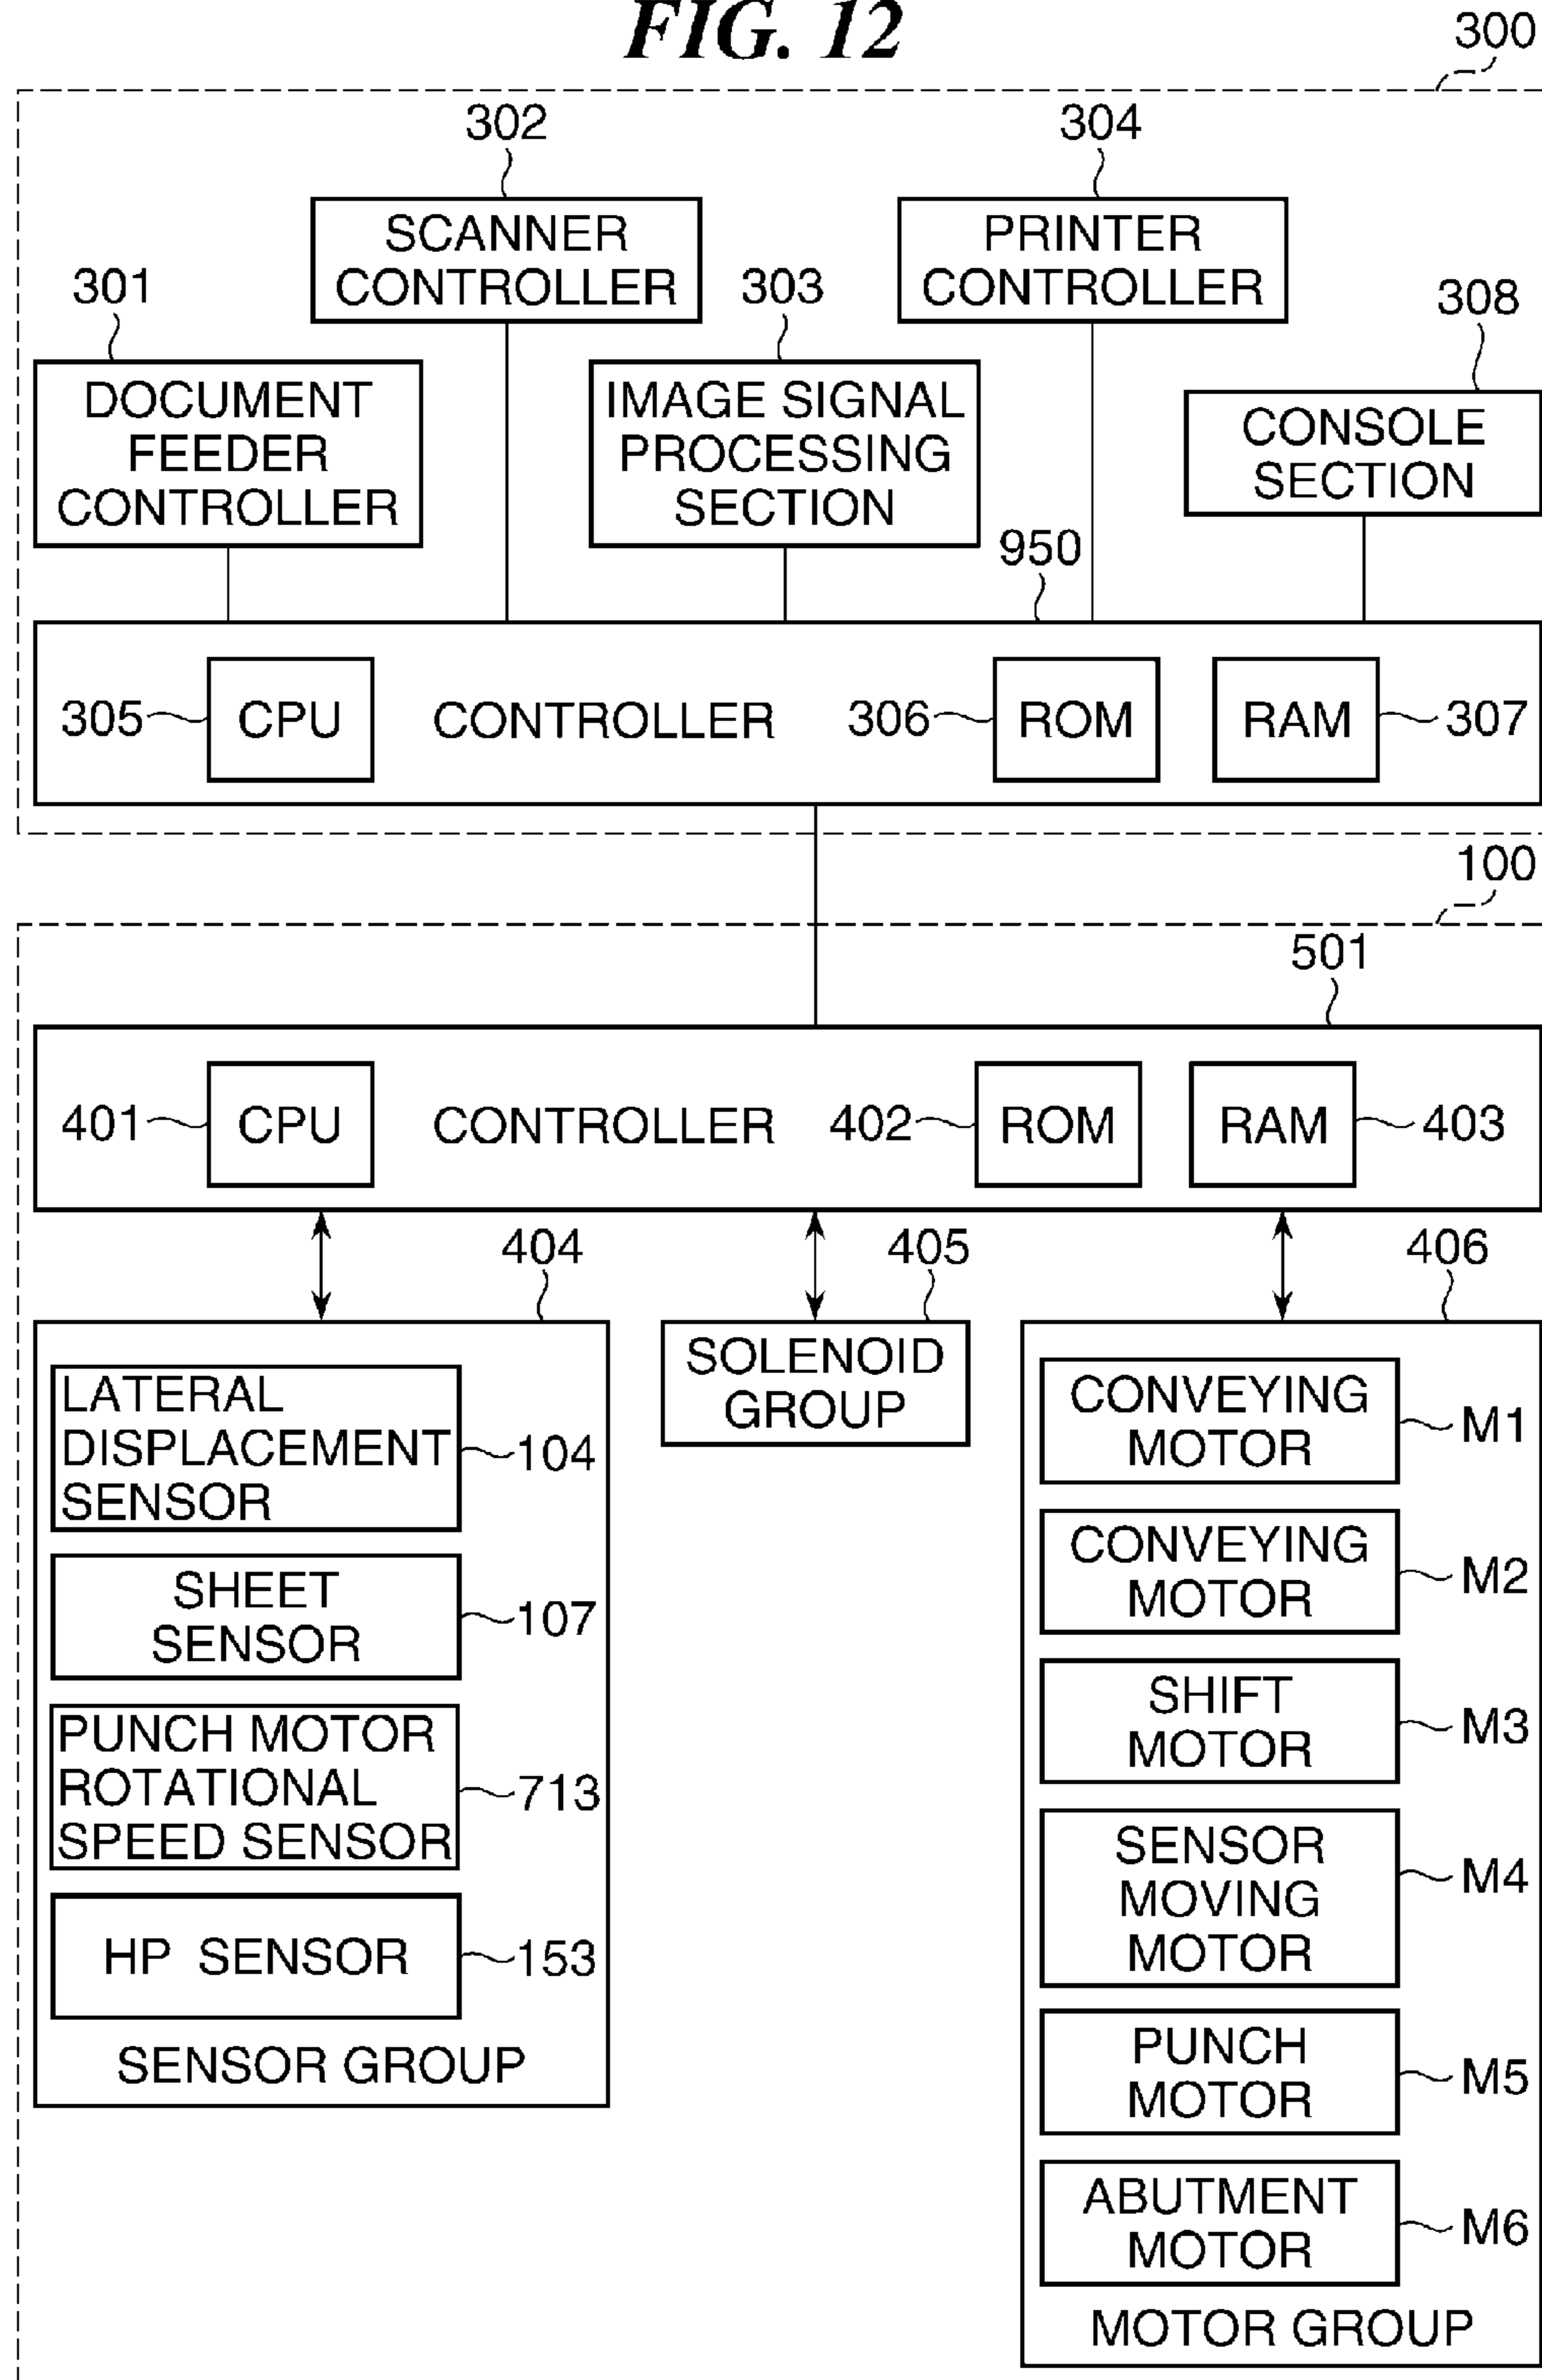 FIG. 12
300
302
304
SCANNER
CONTROLLER
PRINTER
CONTROLLER
301
303
308
DOCUMENT
FEEDER
CONTROLLER
IMAGE SIGNAL
PROCESSING
SECTION
CONSOLE
SECTION
950
305
CPU
CONTROLLER
306
ROM
RAM
307
100
501
401
CPU
CONTROLLER
402
ROM
RAM
403
404
405
406
LATERAL
DISPLACEMENT
SENSOR
104
SHEET
SENSOR
107
PUNCH MOTOR
ROTATIONAL
SPEED SENSOR
713
HP SENSOR
153
SENSOR GROUP
SOLENOID
GROUP
CONVEYING
MOTOR
M1
CONVEYING
MOTOR
M2
SHIFT
MOTOR
M3
SENSOR
MOVING
MOTOR
M4
PUNCH
MOTOR
M5
ABUTMENT
MOTOR
M6
MOTOR GROUP